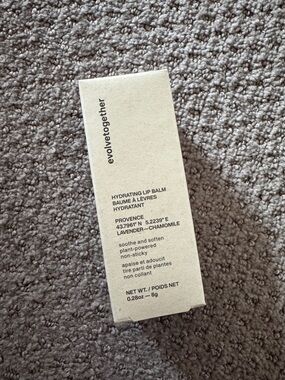 evolvetogether
HYDRATING LIP BALM
BAUME À LÈVRES
HYDRATANT
PROVENCE
43.7961° N  5.2239° E
LAVENDER—CHAMOMILE
soothe and soften
plant-powered
non-sticky
apaise et adoucit
tire parti de plantes
non collant
NET WT. / POIDS NET
0.28oz — 8g